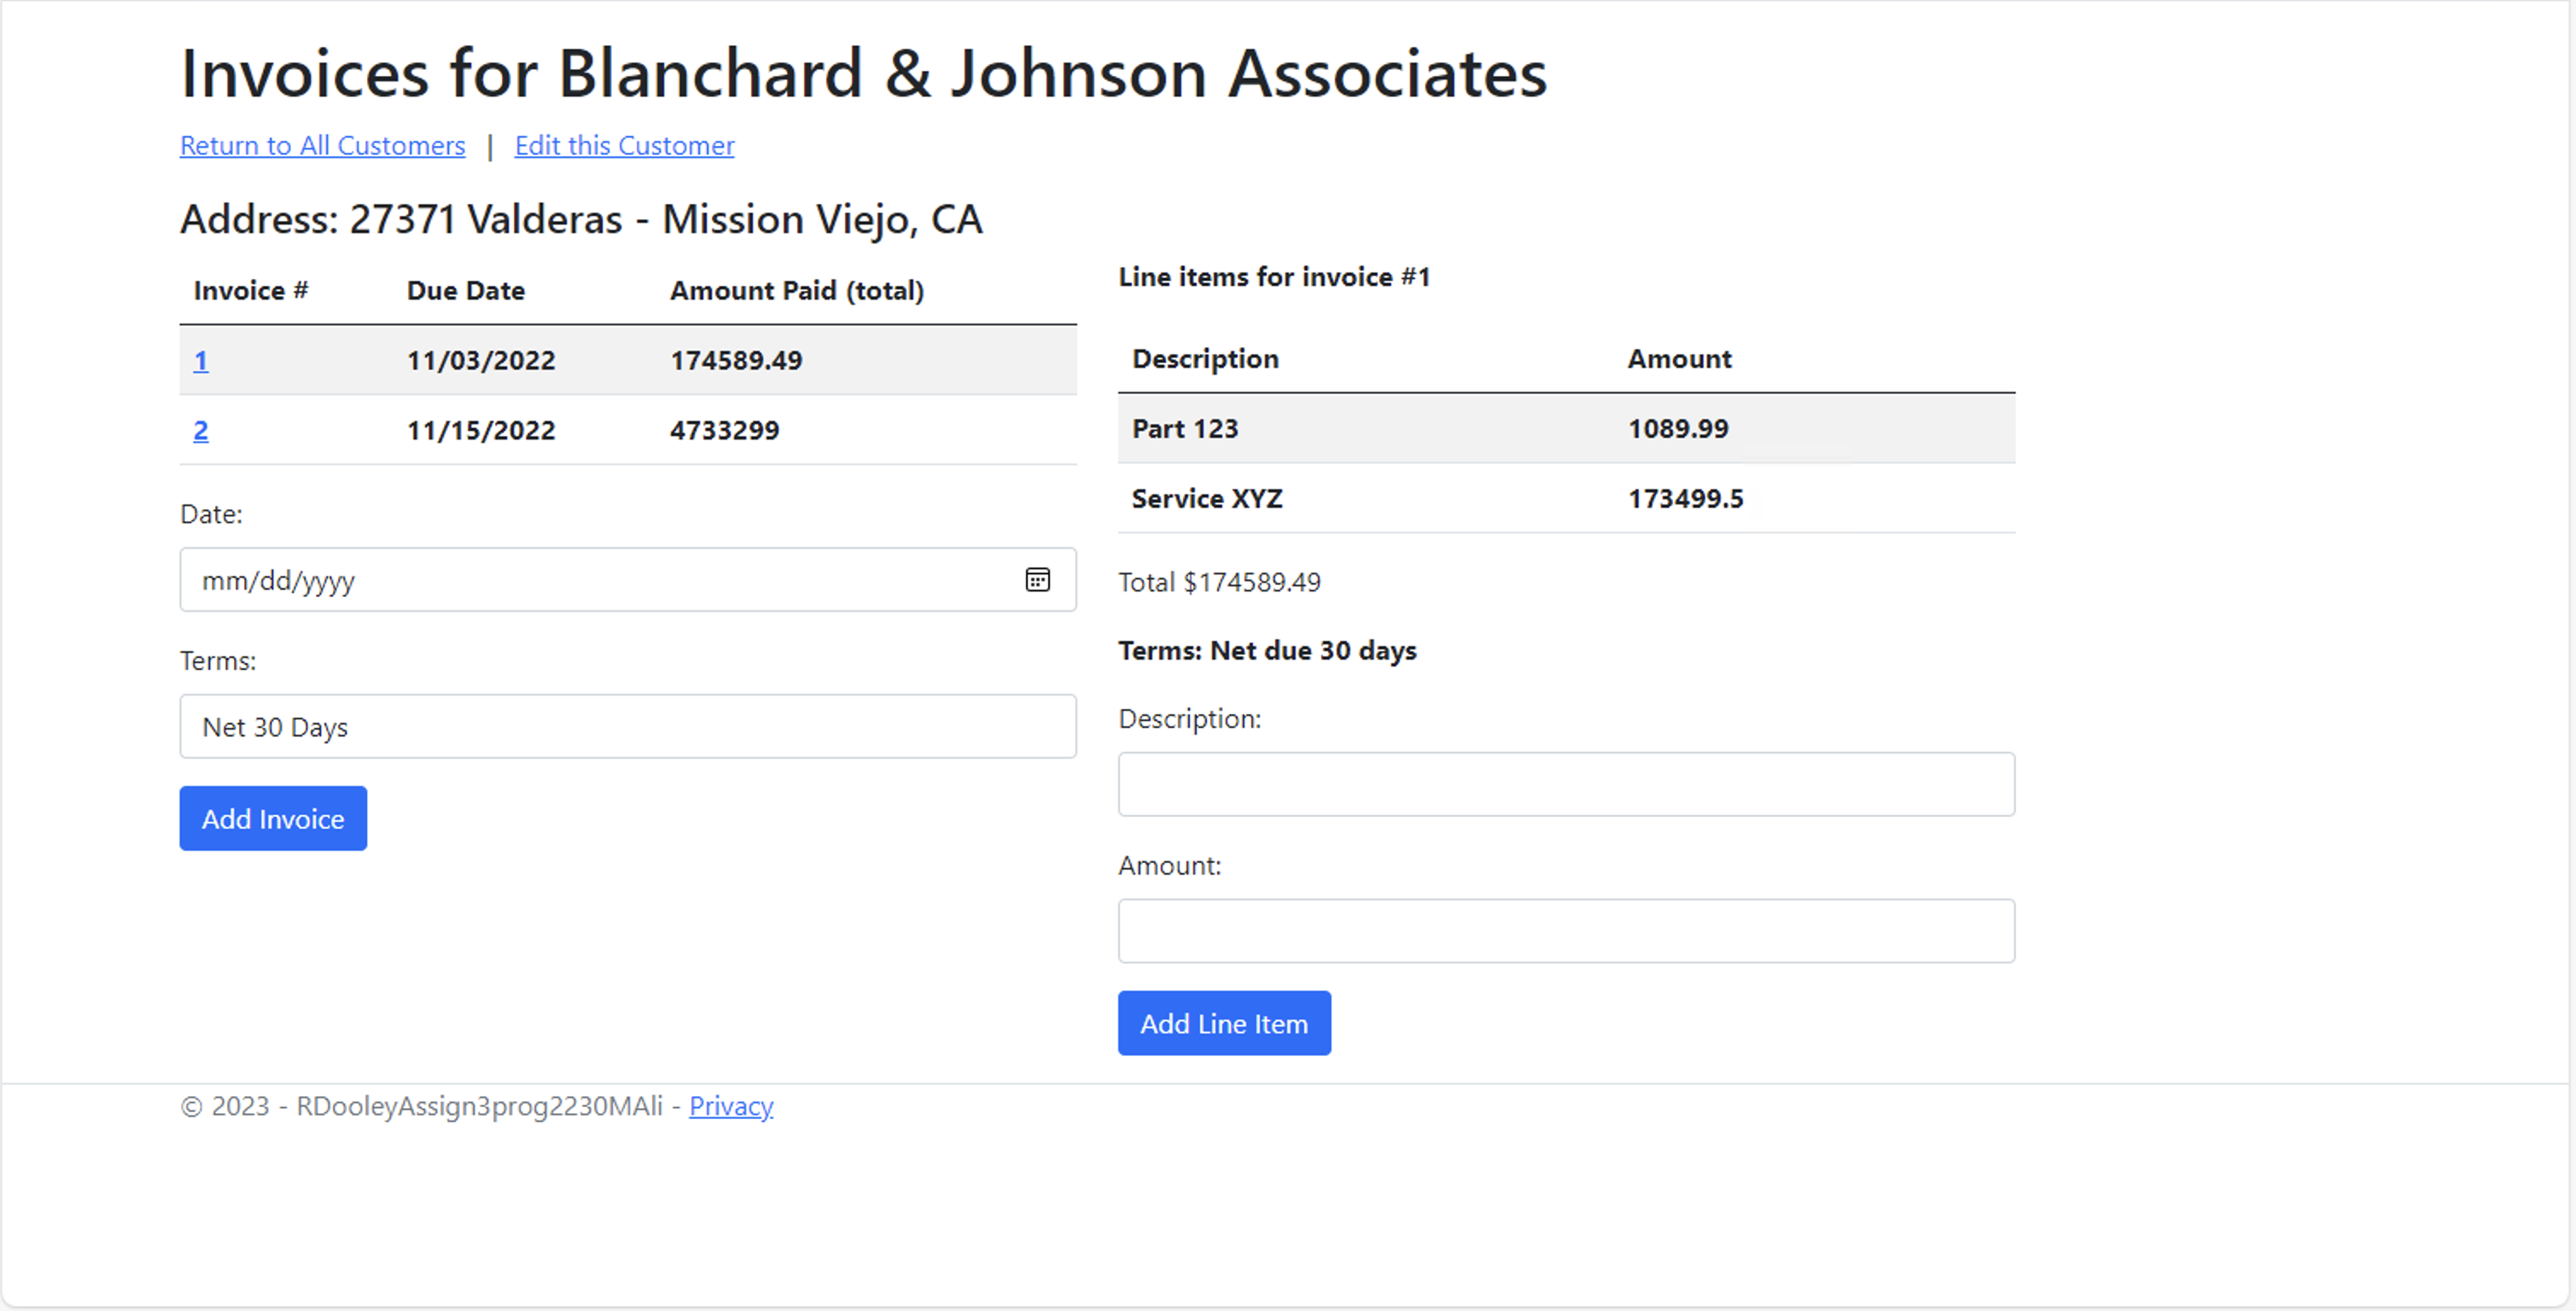 Invoices for Blanchard & Johnson Associates
Return to All Customers | Edit this Customer
Address: 27371 Valderas - Mission Viejo, CA
Invoice # Due Date Amount Paid (total)
1 11/03/2022 174589.49
2 11/15/2022 4733299
Date:
mm/dd/yyyy
Terms:
Net 30 Days
Add Invoice
Line items for invoice #1
Description Amount
Part 123 1089.99
Service XYZ 173499.5
Total $174589.49
Terms: Net due 30 days
Description:
Amount:
Add Line Item
© 2023 - RDooleyAssign3prog2230MAli - Privacy